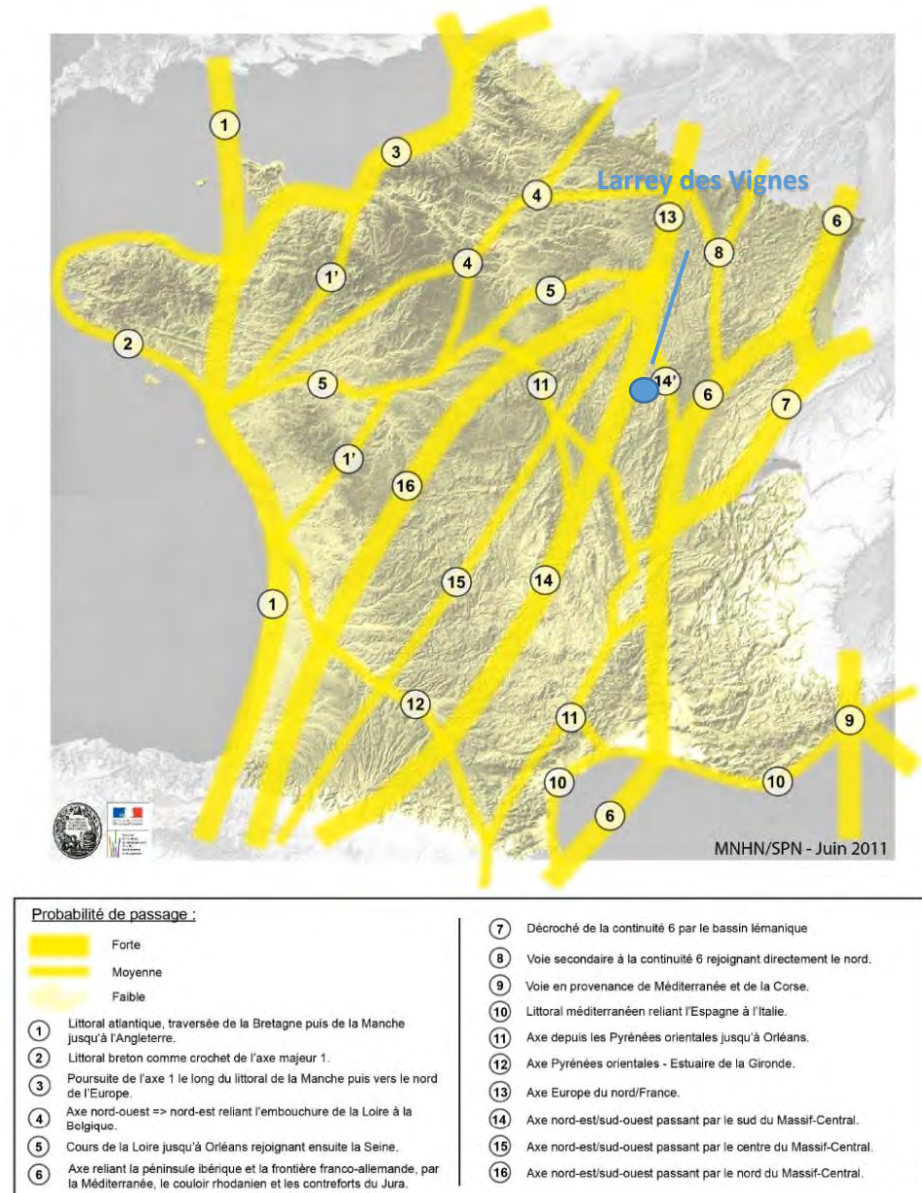 1
3
4
Larrey des Vignes
13
6
8
1'
4
5
2
5
11
14'
6
7
1'
16
15
14
1
12
11
9
10
10
6
MNHN/SPN - Juin 2011
Probabilité de passage :
Forte
Moyenne
Faible
1 Littoral atlantique, traversée de la Bretagne puis de la Manche
jusqu'à l'Angleterre.
2 Littoral breton comme crochet de l'axe majeur 1.
3 Poursuite de l'axe 1 le long du littoral de la Manche puis vers le nord
de l'Europe.
4 Axe nord-ouest => nord-est reliant l'embouchure de la Loire à la
Belgique.
5 Cours de la Loire jusqu'à Orléans rejoignant ensuite la Seine.
6 Axe reliant la péninsule ibérique et la frontière franco-allemande, par
la Méditerranée, le couloir rhodanien et les contreforts du Jura.
7 Décroché de la continuité 6 par le bassin lémanique
8 Voie secondaire à la continuité 6 rejoignant directement le nord.
9 Voie en provenance de Méditerranée et de la Corse.
10 Littoral méditerranéen reliant l'Espagne à l'Italie.
11 Axe depuis les Pyrénées orientales jusqu'à Orléans.
12 Axe Pyrénées orientales - Estuaire de la Gironde.
13 Axe Europe du nord/France.
14 Axe nord-est/sud-ouest passant par le sud du Massif-Central.
15 Axe nord-est/sud-ouest passant par le centre du Massif-Central.
16 Axe nord-est/sud-ouest passant par le nord du Massif-Central.